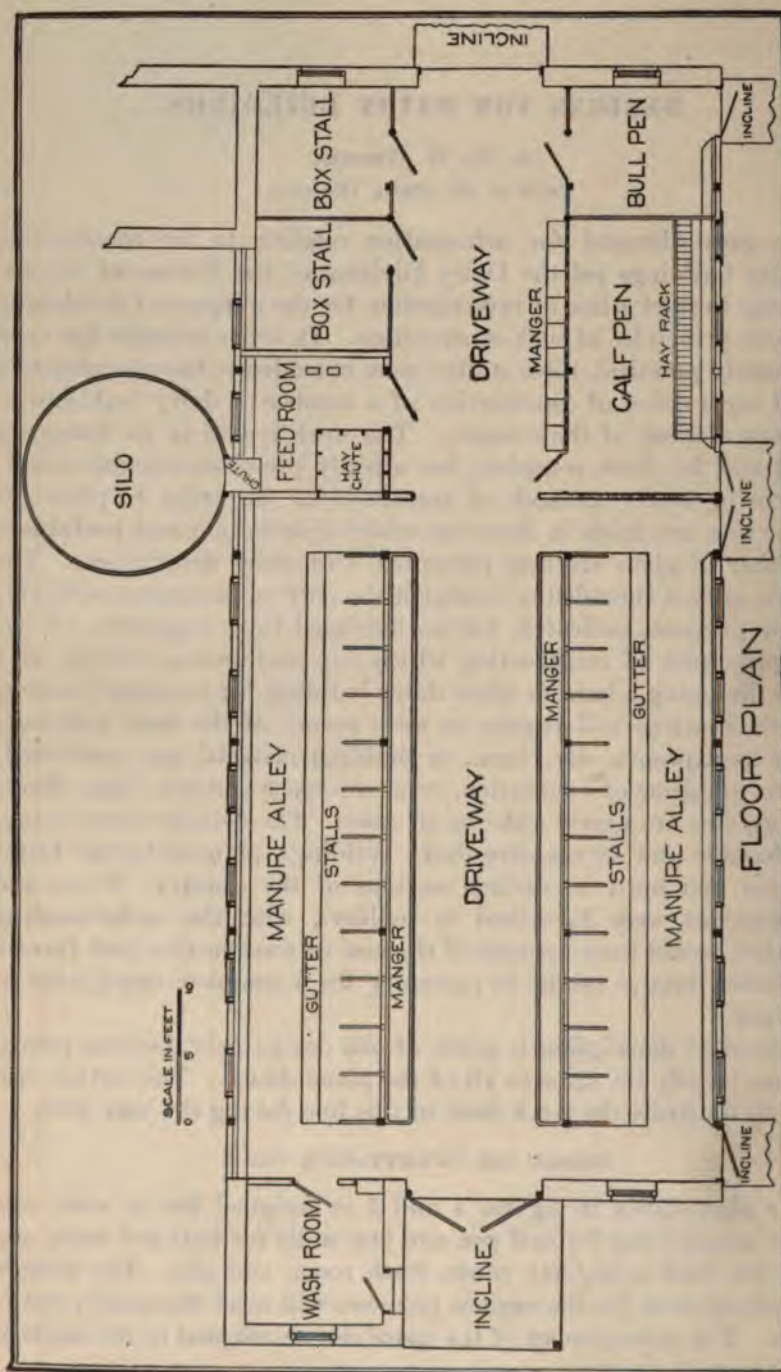 SILO
CHUTE
SCALE IN FEET
0 5 10
WASH ROOM
MANURE ALLEY
FEED ROOM
BOX STALL
BOX STALL
HAY
CHUTE
GUTTER
STALLS
MANGER
INCLINE
DRIVEWAY
DRIVEWAY
INCLINE
MANGER
MANGER
STALLS
GUTTER
CALF PEN
BULL PEN
HAY RACK
MANURE ALLEY
INCLINE
INCLINE
INCLINE
FLOOR PLAN